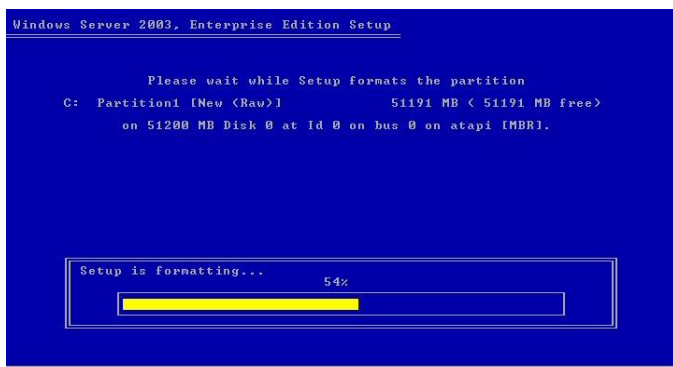 Windows Server 2003, Enterprise Edition Setup
Please wait while Setup formats the partition
C: Partition1 [New (Raw)] 51191 MB ( 51191 MB free)
on 51200 MB Disk 0 at Id 0 on bus 0 on atapi [MBR].
Setup is formatting...
54%